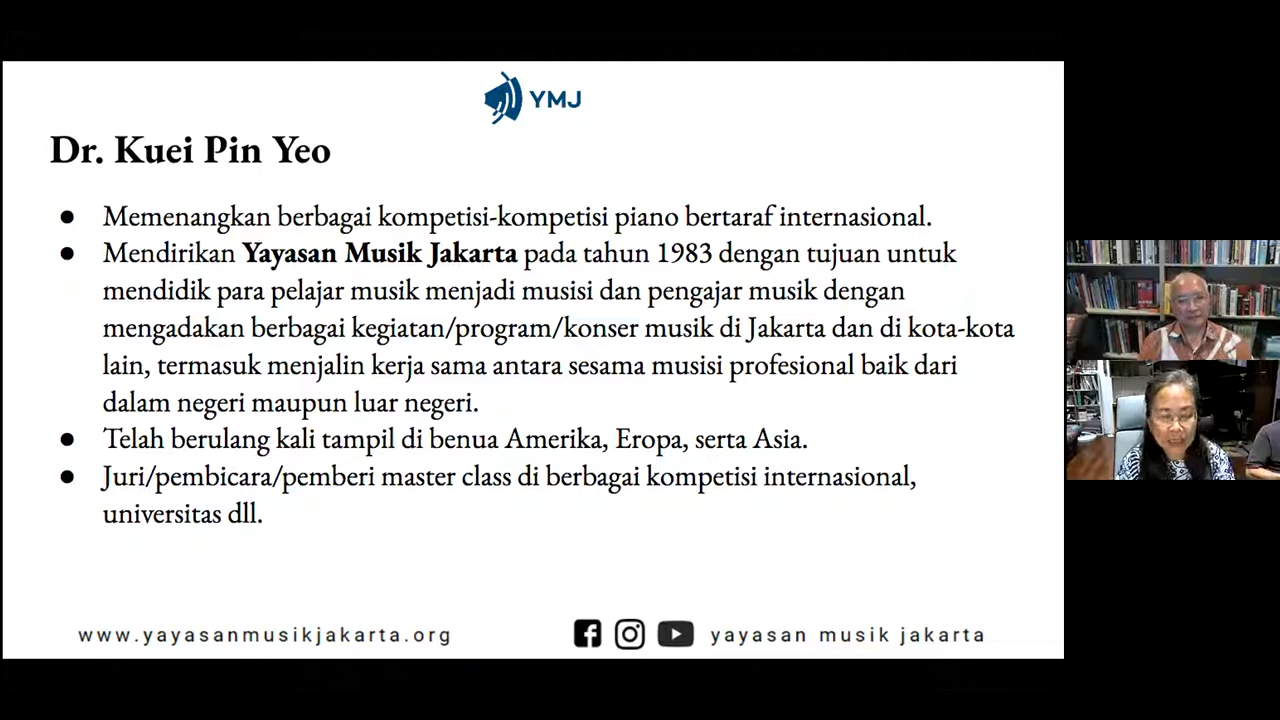 YMJ
Dr. Kuei Pin Yeo
● Memenangkan berbagai kompetisi-kompetisi piano bertaraf internasional.
● Mendirikan Yayasan Musik Jakarta pada tahun 1983 dengan tujuan untuk
mendidik para pelajar musik menjadi musisi dan pengajar musik dengan
mengadakan berbagai kegiatan/program/konser musik di Jakarta dan di kota-kota
lain, termasuk menjalin kerja sama antara sesama musisi profesional baik dari
dalam negeri maupun luar negeri.
● Telah berulang kali tampil di benua Amerika, Eropa, serta Asia.
● Juri/pembicara/pemberi master class di berbagai kompetisi internasional,
universitas dll.
www.yayasanmusikjakarta.org
yayasan musik jakarta